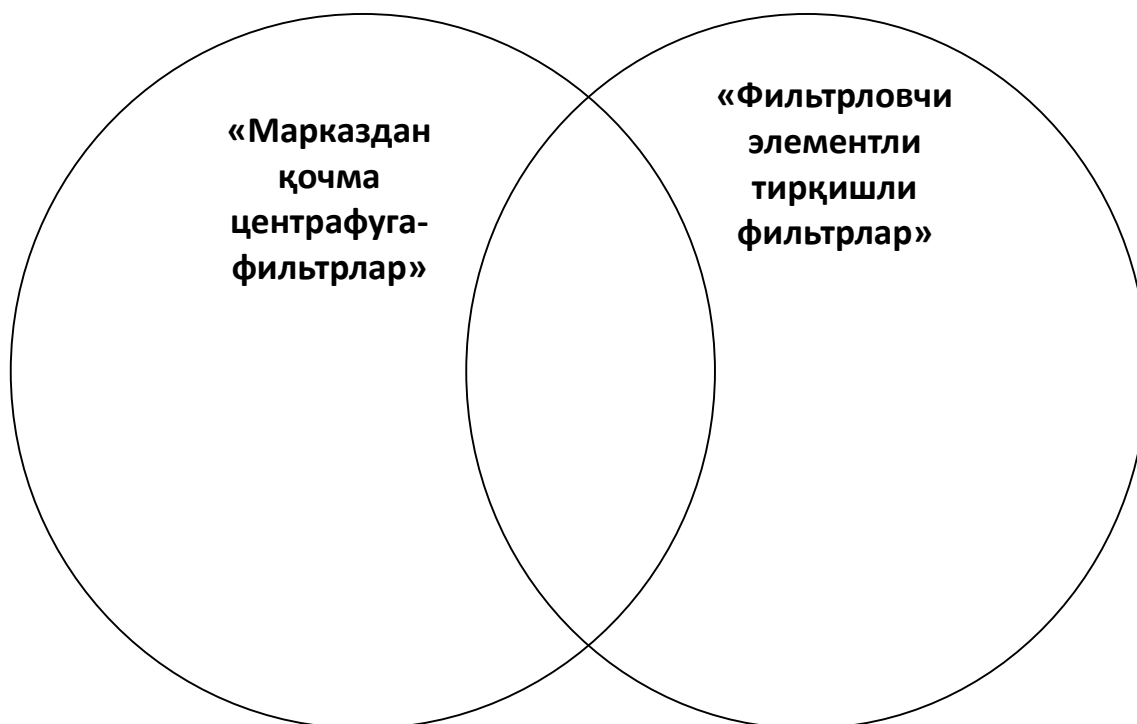 «Марказдан
қочма
центрафуга-
фильтрлар»
«Фильтрловчи
элементли
тирқишли
фильтрлар»